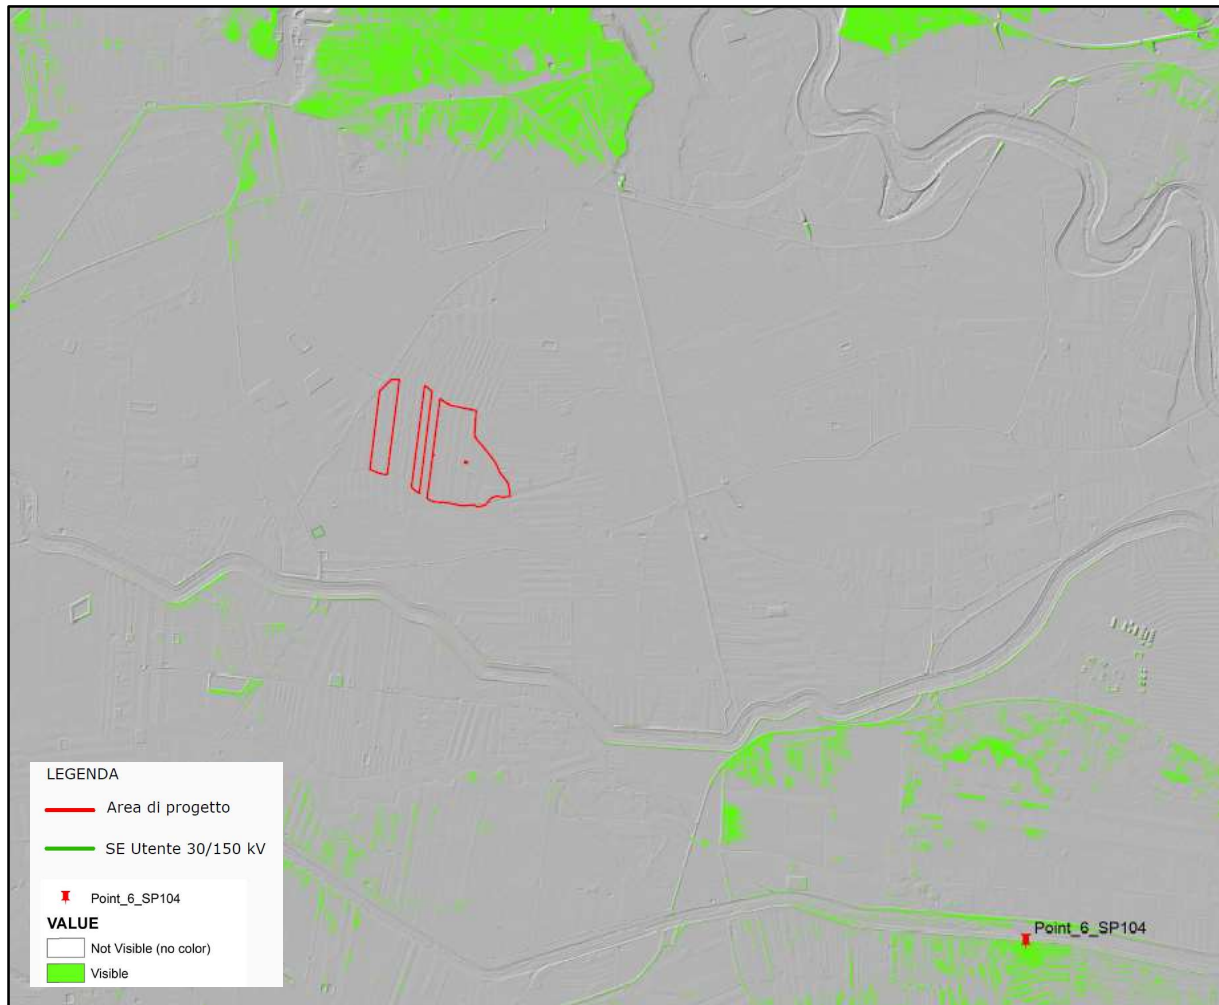 Point_6_SP104
LEGENDA
Area di progetto
SE Utente 30/150 kV
Point_6_SP104
VALUE
Not Visible (no color)
Visible